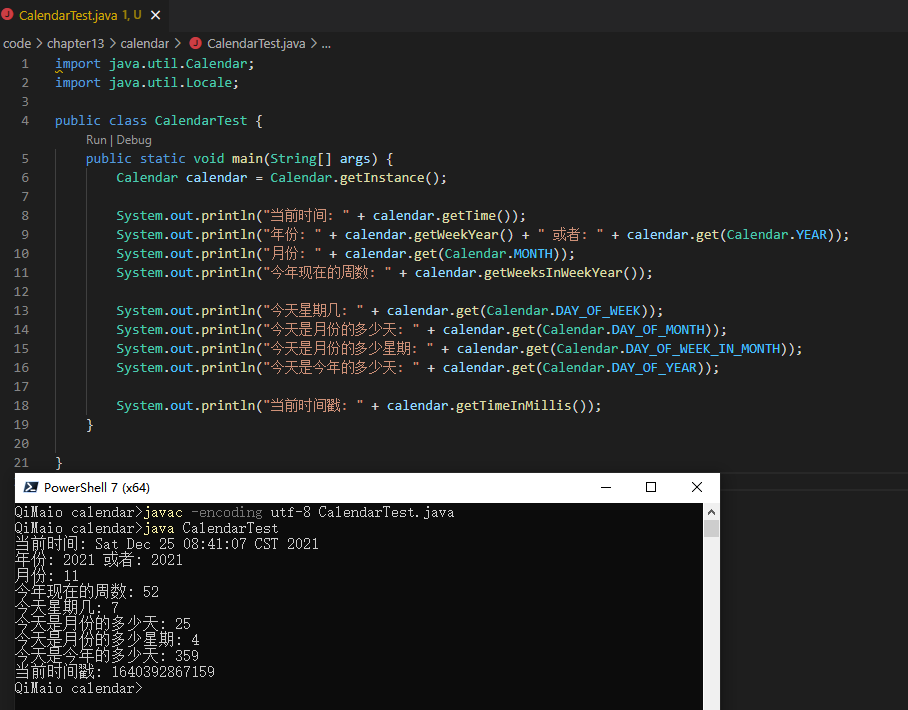 CalendarTest.java 1, U
code > chapter13 > calendar > CalendarTest.java > ...
1 import java.util.Calendar;
2 import java.util.Locale;
3
4 public class CalendarTest {
Run | Debug
5 public static void main(String[] args) {
6 Calendar calendar = Calendar.getInstance();
7
8 System.out.println("当前时间: " + calendar.getTime());
9 System.out.println("年份: " + calendar.getWeekYear() + " 或者: " + calendar.get(Calendar.YEAR));
10 System.out.println("月份: " + calendar.get(Calendar.MONTH));
11 System.out.println("今年现在的周数: " + calendar.getWeeksInWeekYear());
12
13 System.out.println("今天星期几: " + calendar.get(Calendar.DAY_OF_WEEK));
14 System.out.println("今天是月份的多少天: " + calendar.get(Calendar.DAY_OF_MONTH));
15 System.out.println("今天是月份的多少星期: " + calendar.get(Calendar.DAY_OF_WEEK_IN_MONTH));
16 System.out.println("今天是今年的多少天: " + calendar.get(Calendar.DAY_OF_YEAR));
17
18 System.out.println("当前时间戳: " + calendar.getTimeInMillis());
19 }
20
21 }
PowerShell 7 (x64)
QiMaio calendar>javac -encoding utf-8 CalendarTest.java
QiMaio calendar>java CalendarTest
当前时间: Sat Dec 25 08:41:07 CST 2021
年份: 2021 或者: 2021
月份: 11
今年现在的周数: 52
今天星期几: 7
今天是月份的多少天: 25
今天是月份的多少星期: 4
今天是今年的多少天: 359
当前时间戳: 1640392867159
QiMaio calendar>